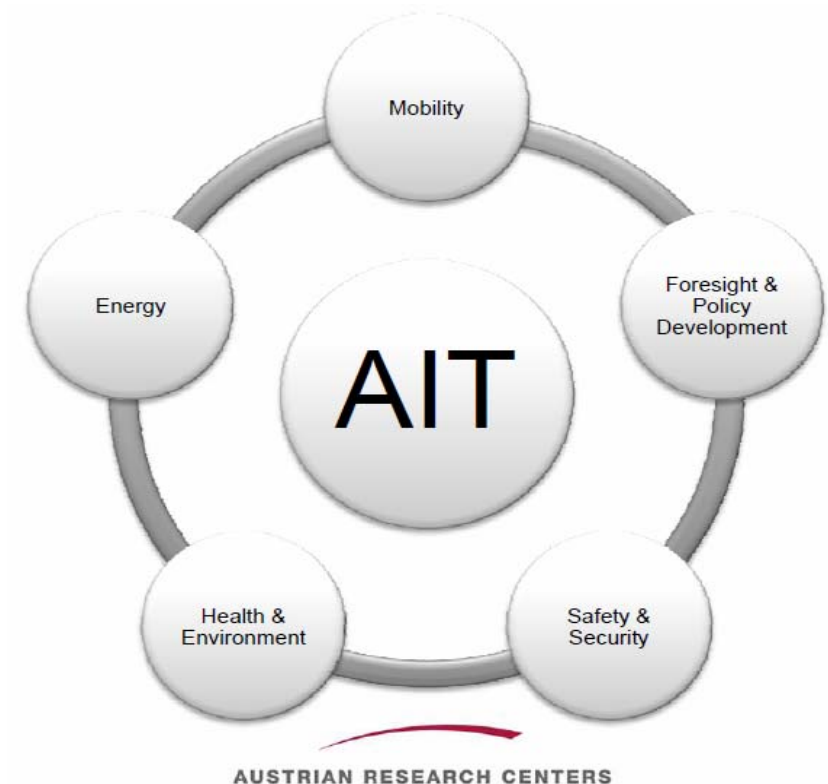 Mobility
Foresight &
Policy
Development
Energy
AIT
Health &
Environment
Safety &
Security
AUSTRIAN RESEARCH CENTERS